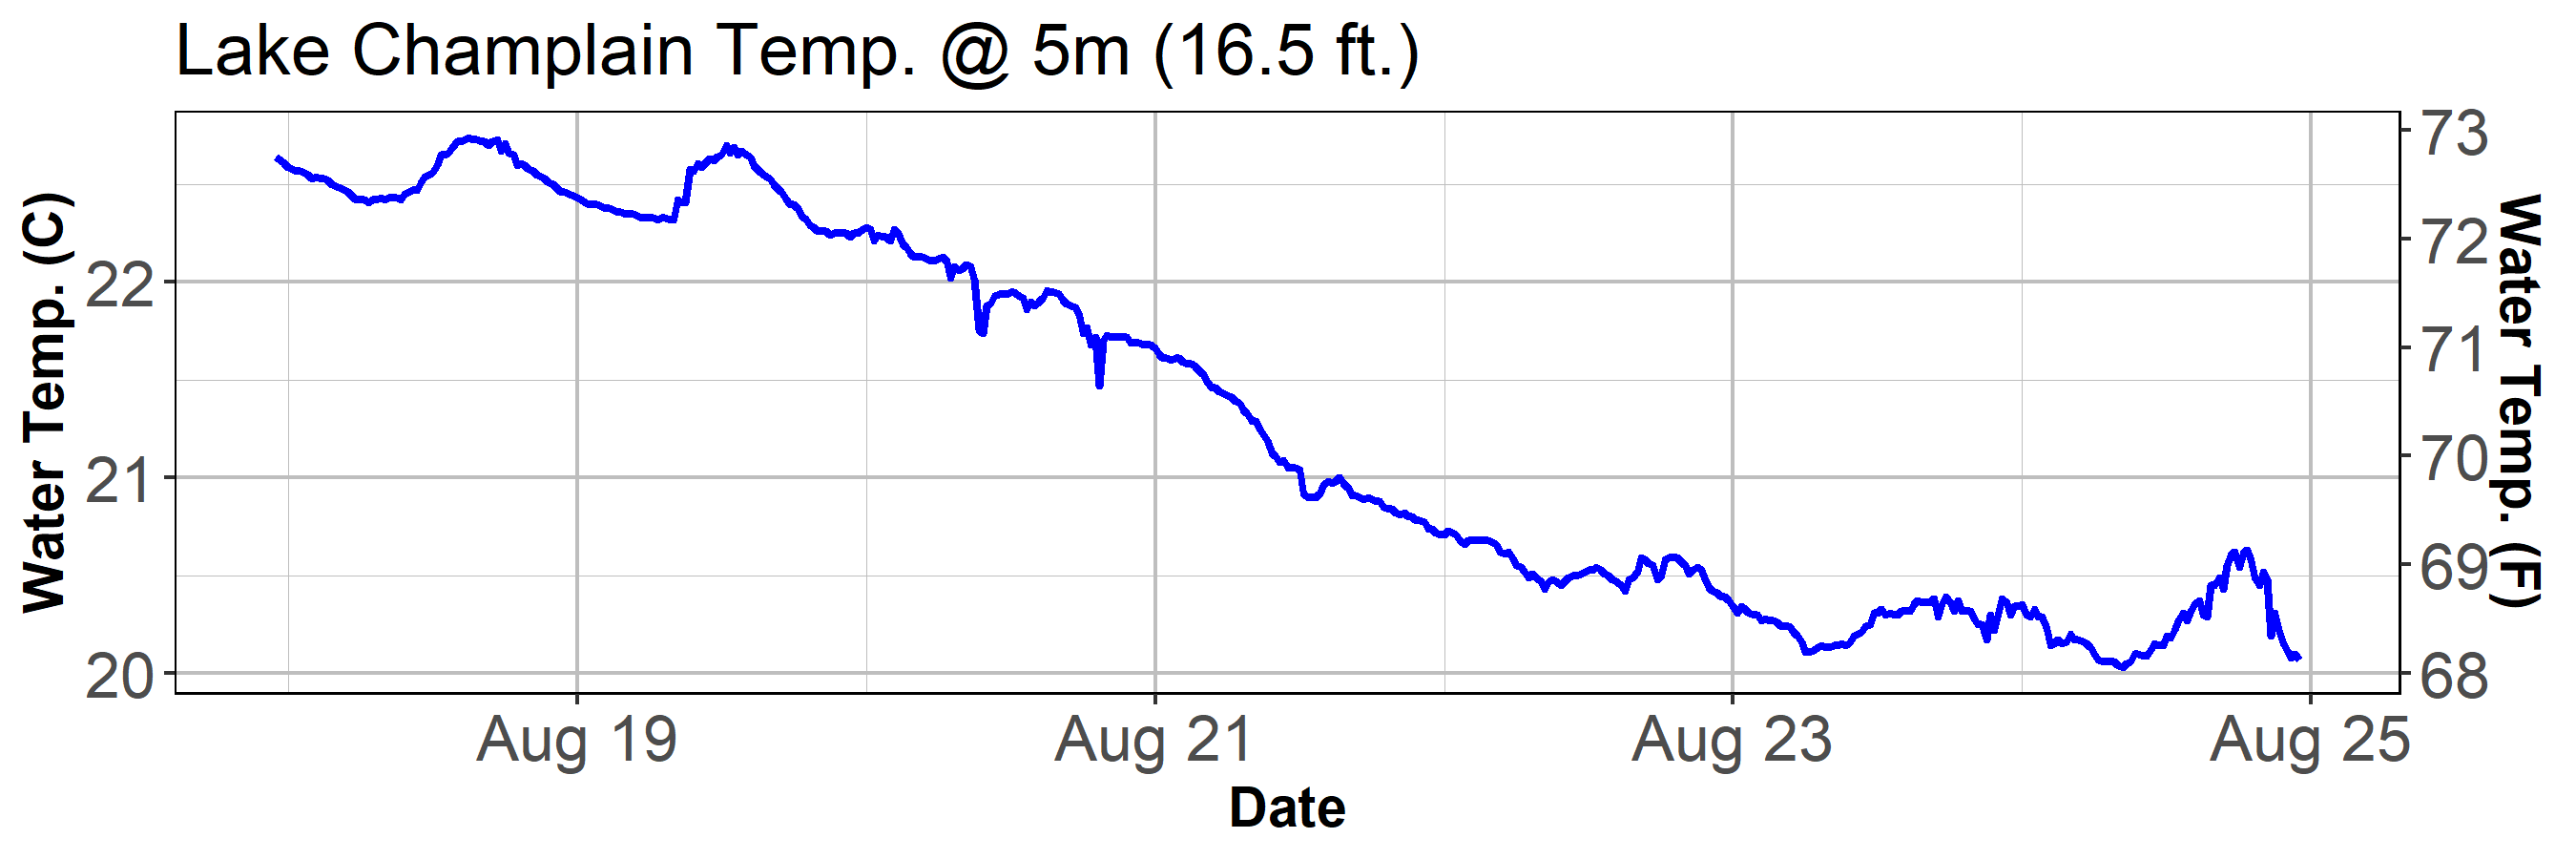 Lake Champlain Temp. @ 5m (16.5 ft.)
Water Temp. (C)
22
21
20
73
72
71
70
69
68
Water Temp. (F)
Aug 19 Aug 21 Aug 23 Aug 25
Date